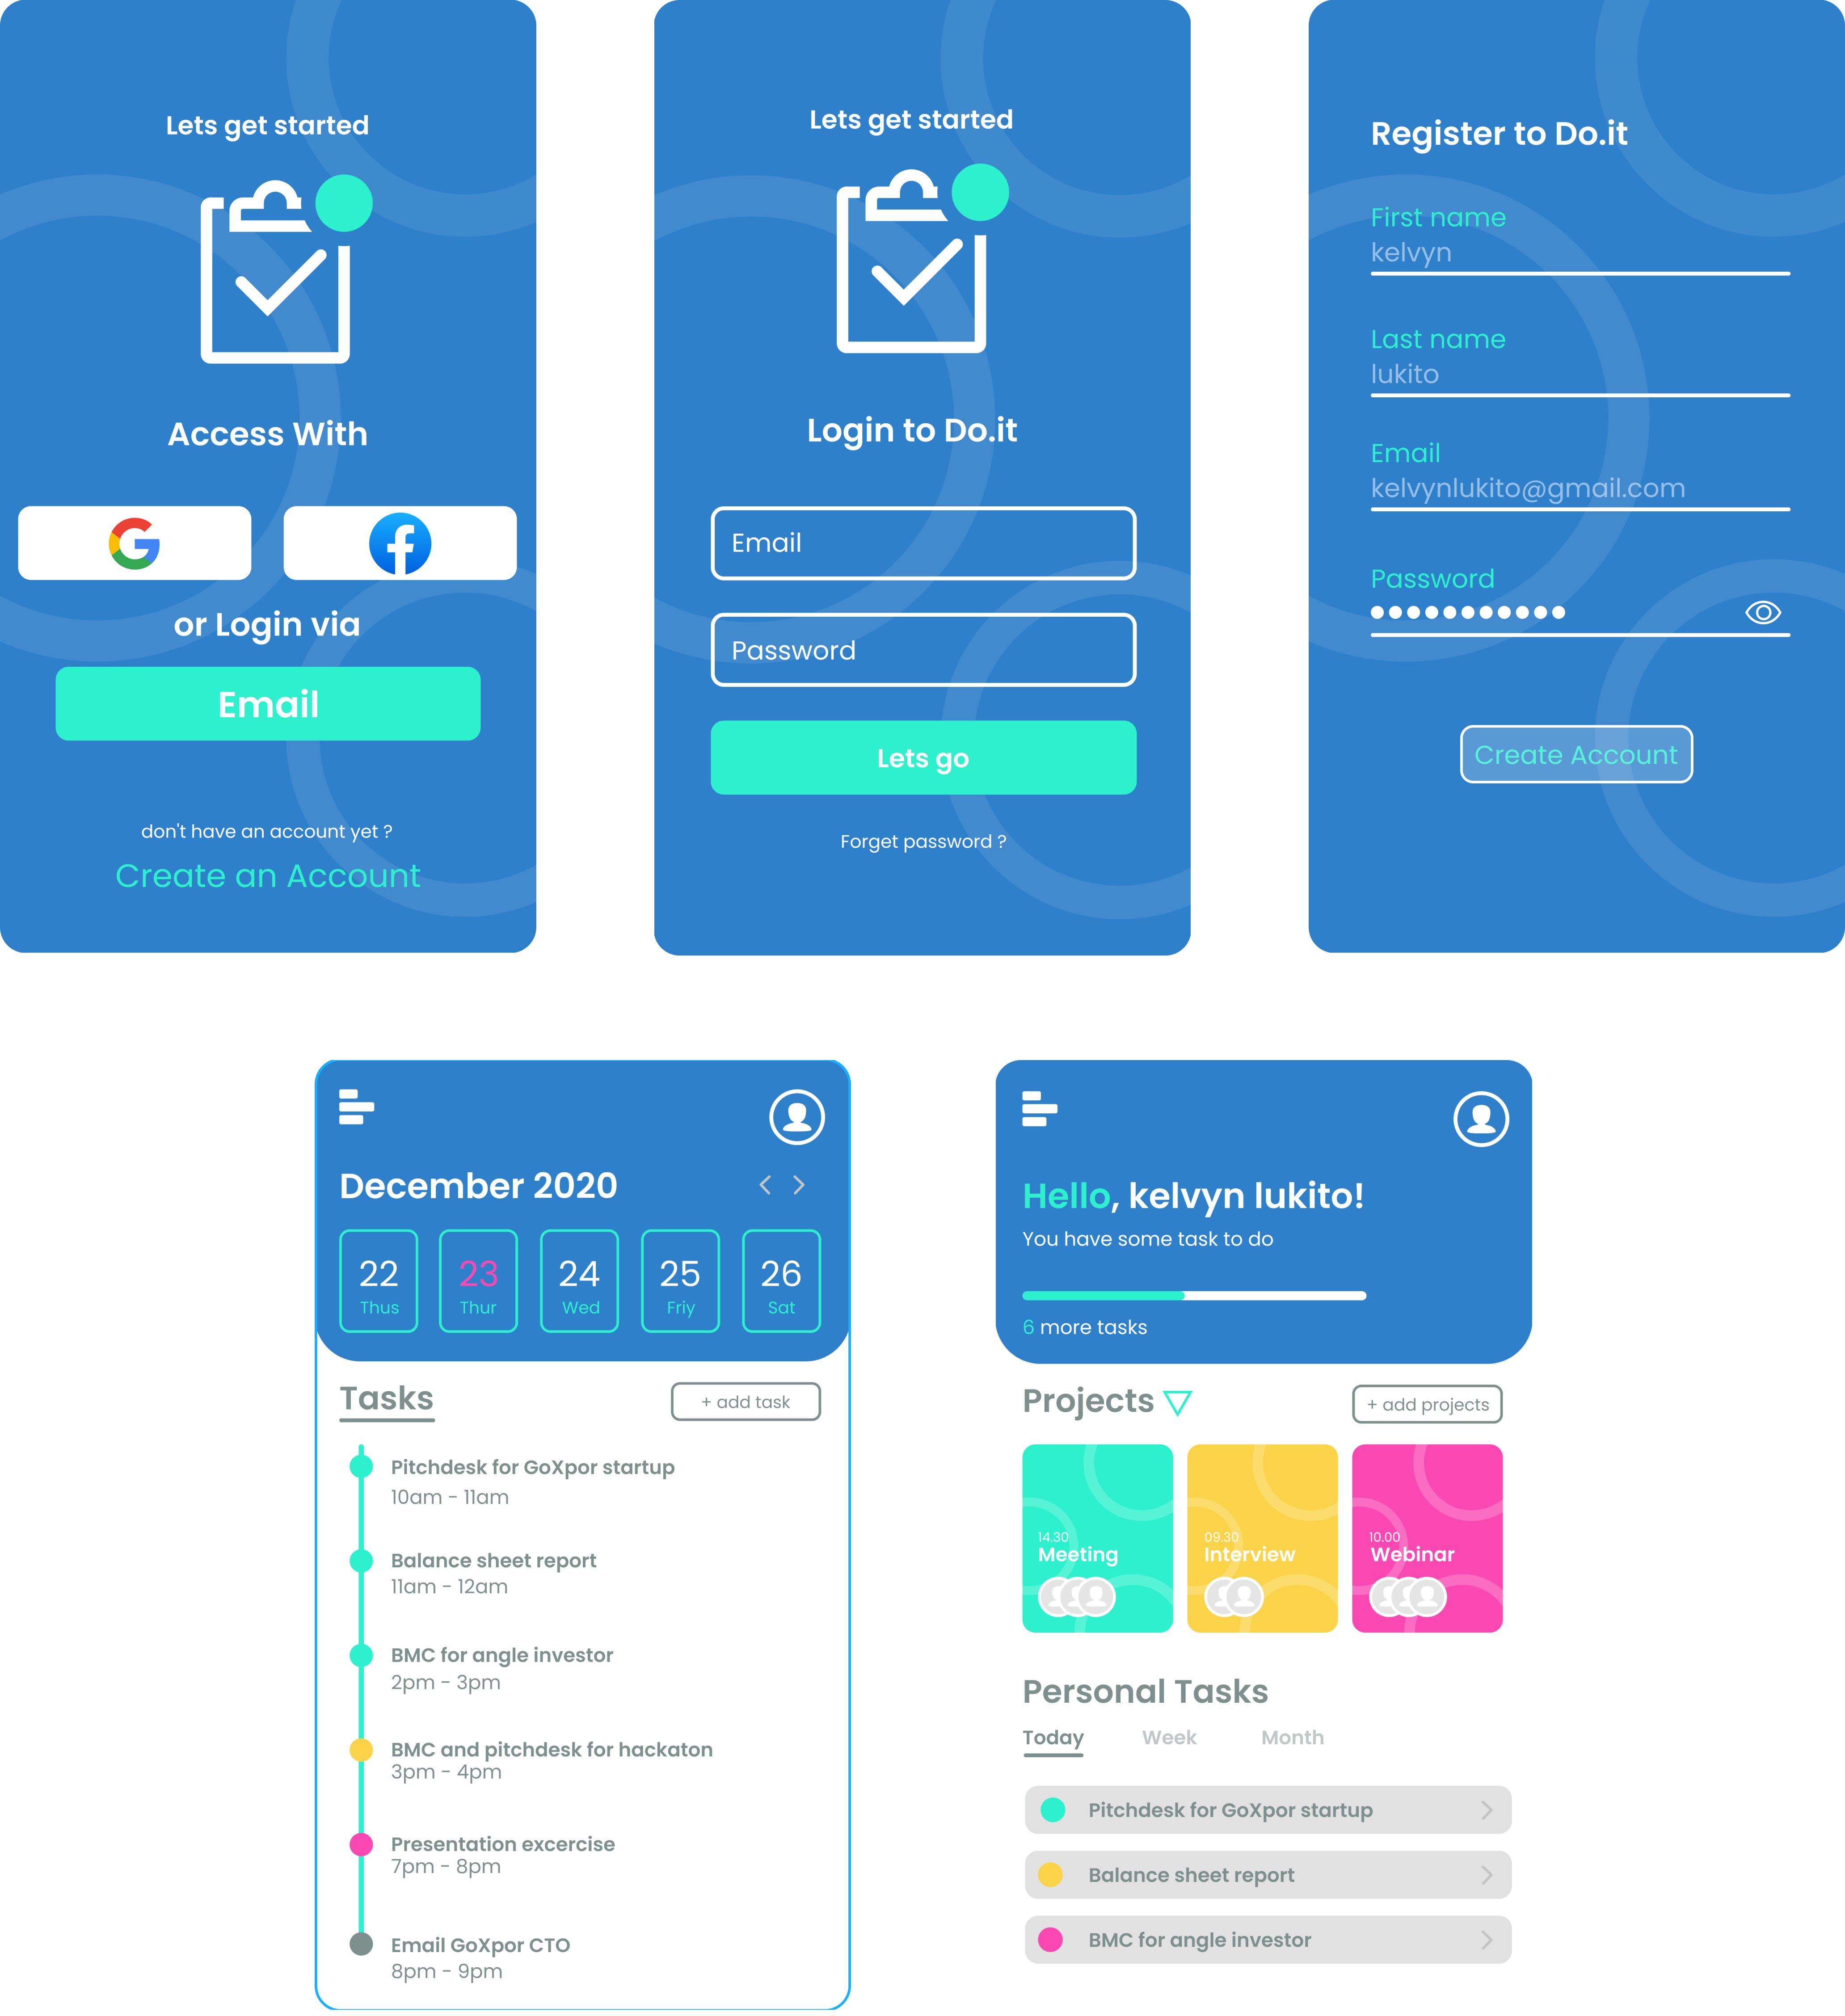 Lets get started
Access With
or Login via
Email
don't have an account yet ?
Create an Account
Lets get started
Login to Do.it
Email
Password
Lets go
Forget password ?
Register to Do.it
First name
kelvyn
Last name
lukito
Email
kelvynlukito@gmail.com
Password
Create Account
December 2020
22 23 24 25 26
Thus Thur Wed Friy Sat
Tasks
+ add task
Pitchdesk for GoXpor startup
10am - 11am
Balance sheet report
11am - 12am
BMC for angle investor
2pm - 3pm
BMC and pitchdesk for hackaton
3pm - 4pm
Presentation excercise
7pm - 8pm
Email GoXpor CTO
8pm - 9pm
Hello, kelvyn lukito!
You have some task to do
6 more tasks
Projects
+ add projects
14.30
Meeting
09.30
Interview
10.00
Webinar
Personal Tasks
Today Week Month
Pitchdesk for GoXpor startup
Balance sheet report
BMC for angle investor